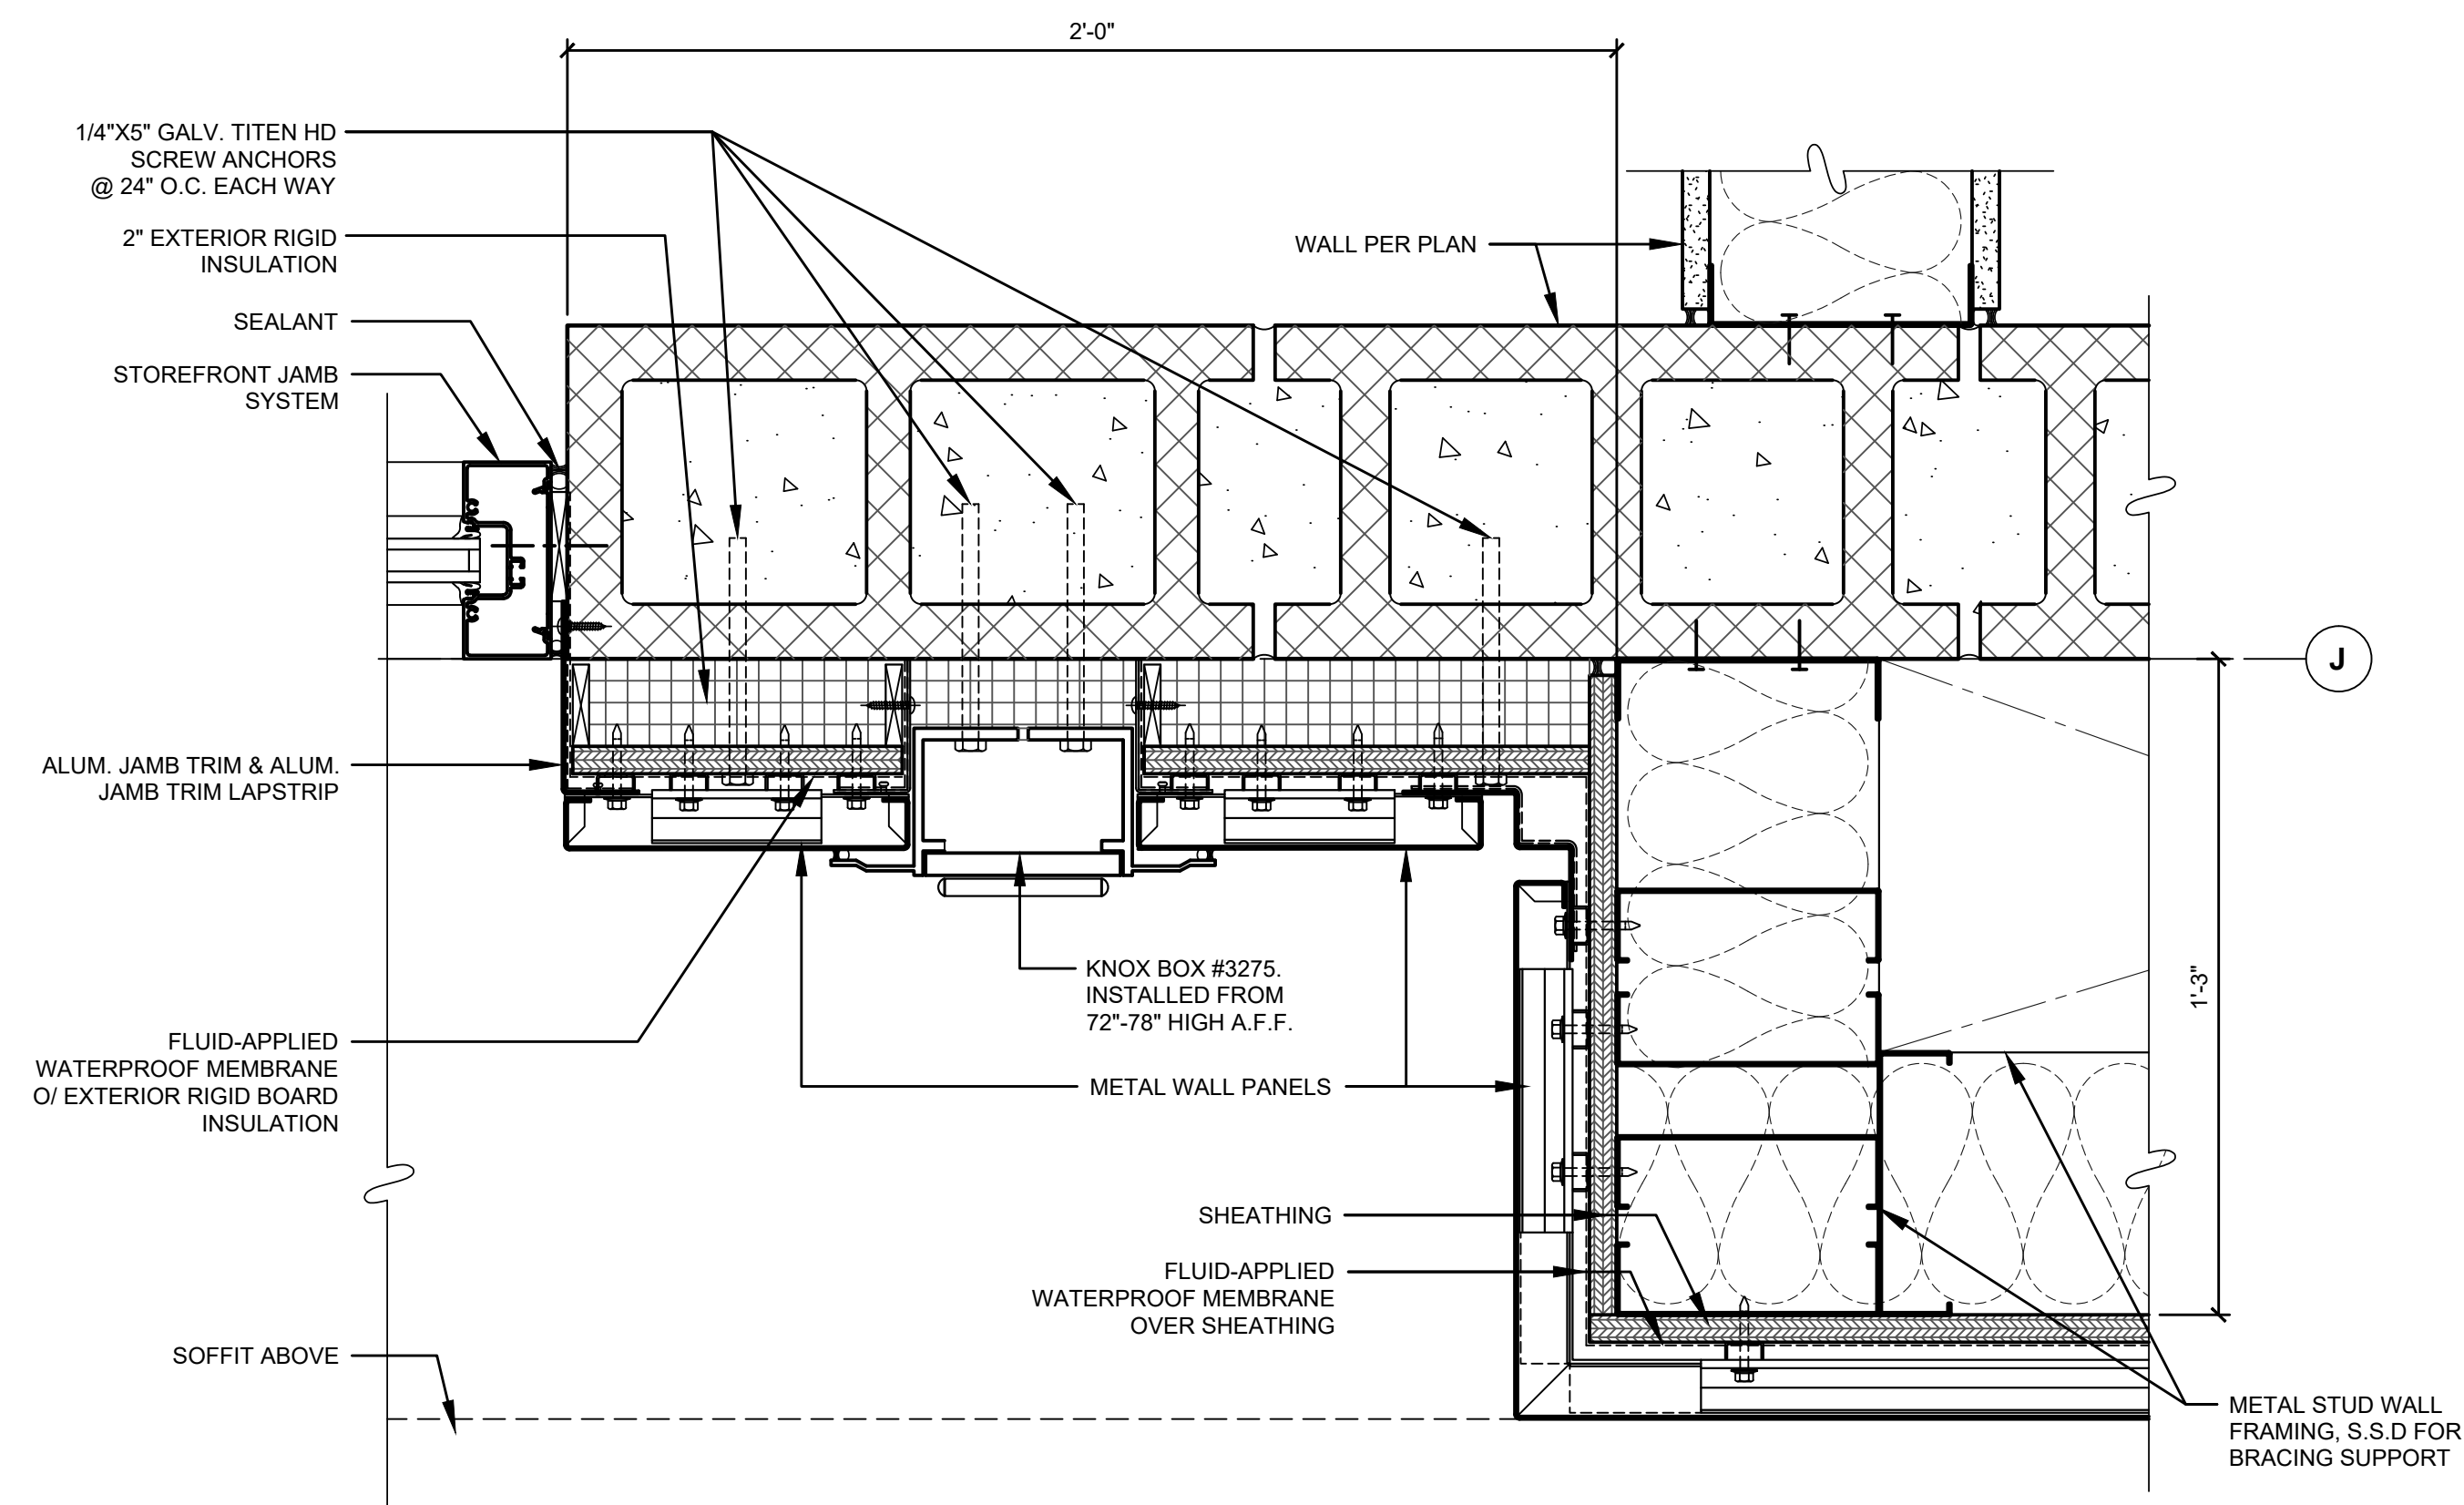 2'-0"
1/4"X5" GALV. TITEN HD
SCREW ANCHORS
@ 24" O.C. EACH WAY
2" EXTERIOR RIGID
INSULATION
SEALANT
STOREFRONT JAMB
SYSTEM
WALL PER PLAN
J
ALUM. JAMB TRIM & ALUM.
JAMB TRIM LAPSTRIP
KNOX BOX #3275.
INSTALLED FROM
72"-78" HIGH A.F.F.
1'-3"
FLUID-APPLIED
WATERPROOF MEMBRANE
O/ EXTERIOR RIGID BOARD
INSULATION
METAL WALL PANELS
SHEATHING
FLUID-APPLIED
WATERPROOF MEMBRANE
OVER SHEATHING
SOFFIT ABOVE
METAL STUD WALL
FRAMING, S.S.D FOR
BRACING SUPPORT